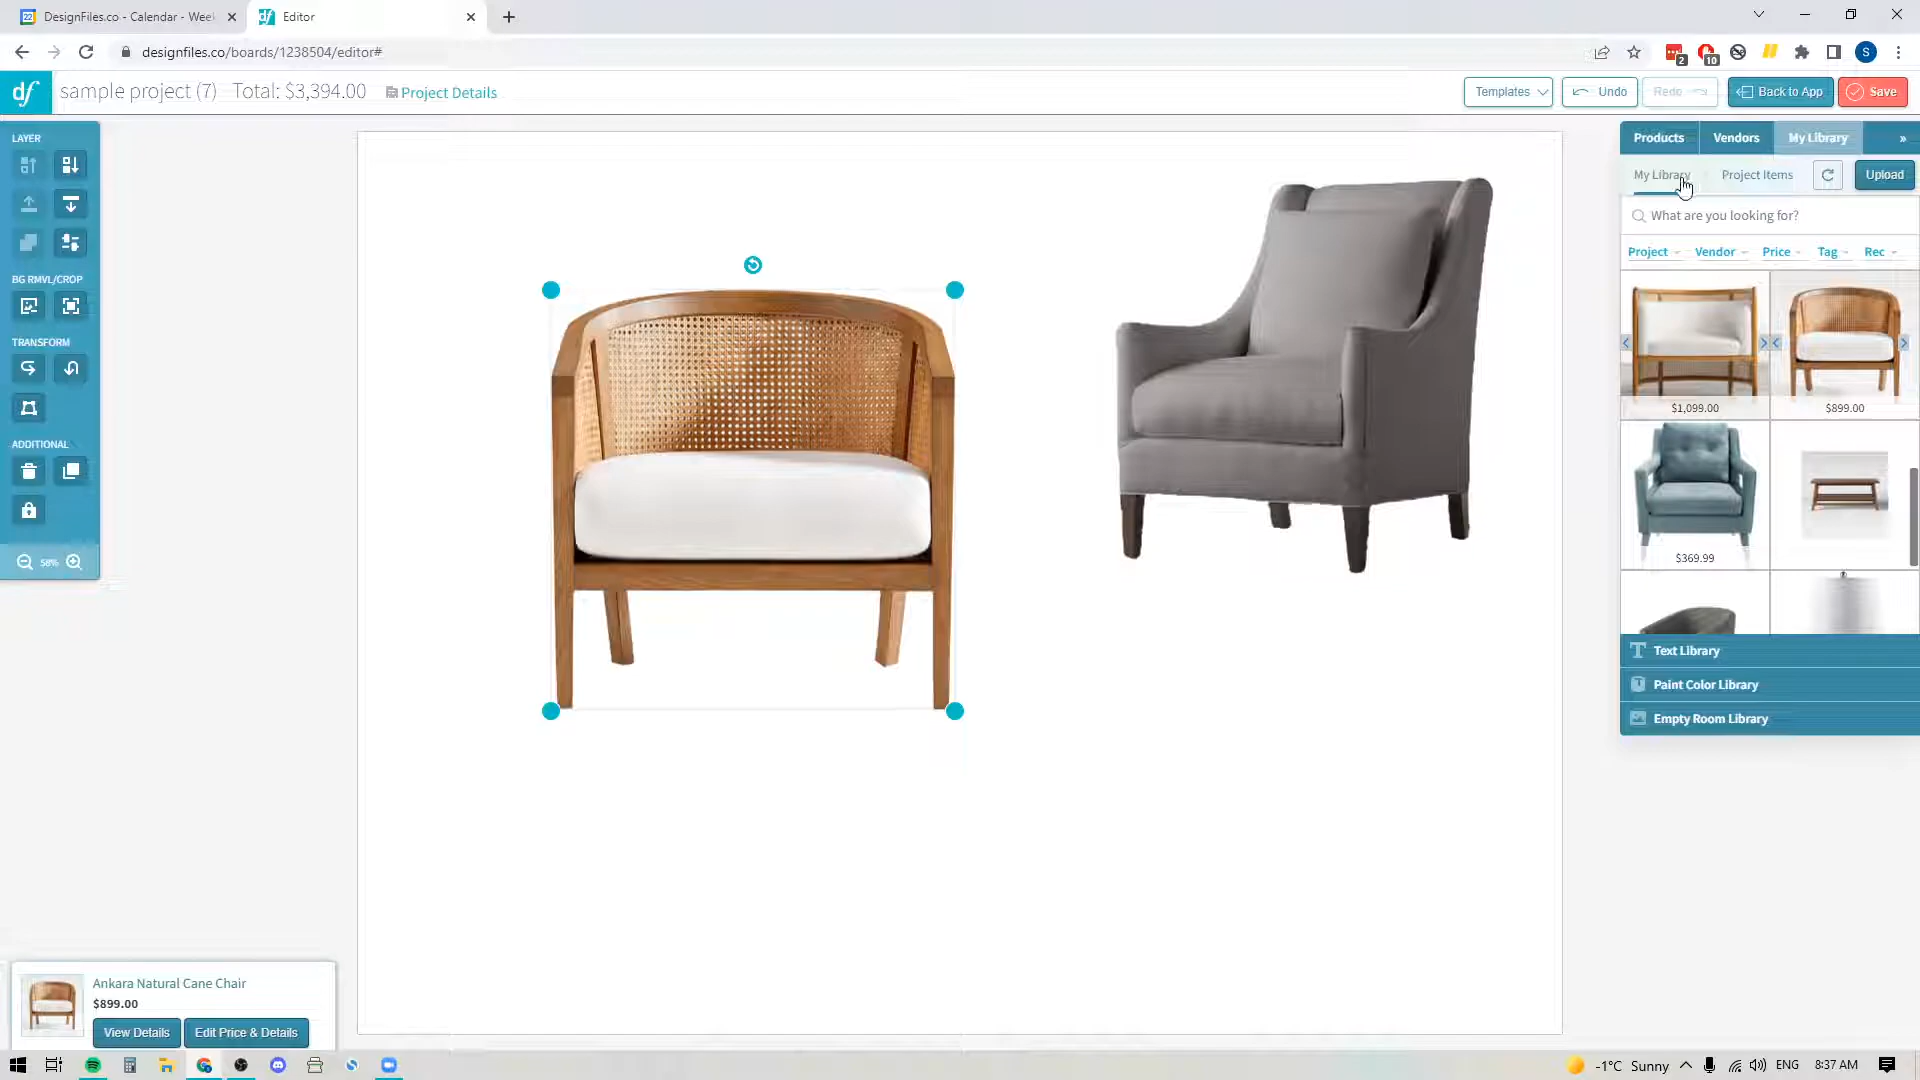 DesignFiles.co - Calendar - Wee
Editor
designfiles.co/boards/1238504/editor#
2
10
S
df
sample project (7)
Total: $3,394.00
Project Details
Templates
Undo
Redo
Back to App
Save
LAYER
BG RMVL/CROP
TRANSFORM
ADDITIONAL
58%
Products
Vendors
My Library
»
My Library
Project Items
Upload
What are you looking for?
Project
Vendor
Price
Tag
Rec
$1,099.00
$899.00
$369.99
Text Library
Paint Color Library
Empty Room Library
Ankara Natural Cane Chair
$899.00
View Details
Edit Price & Details
-1°C Sunny
ENG
8:37 AM